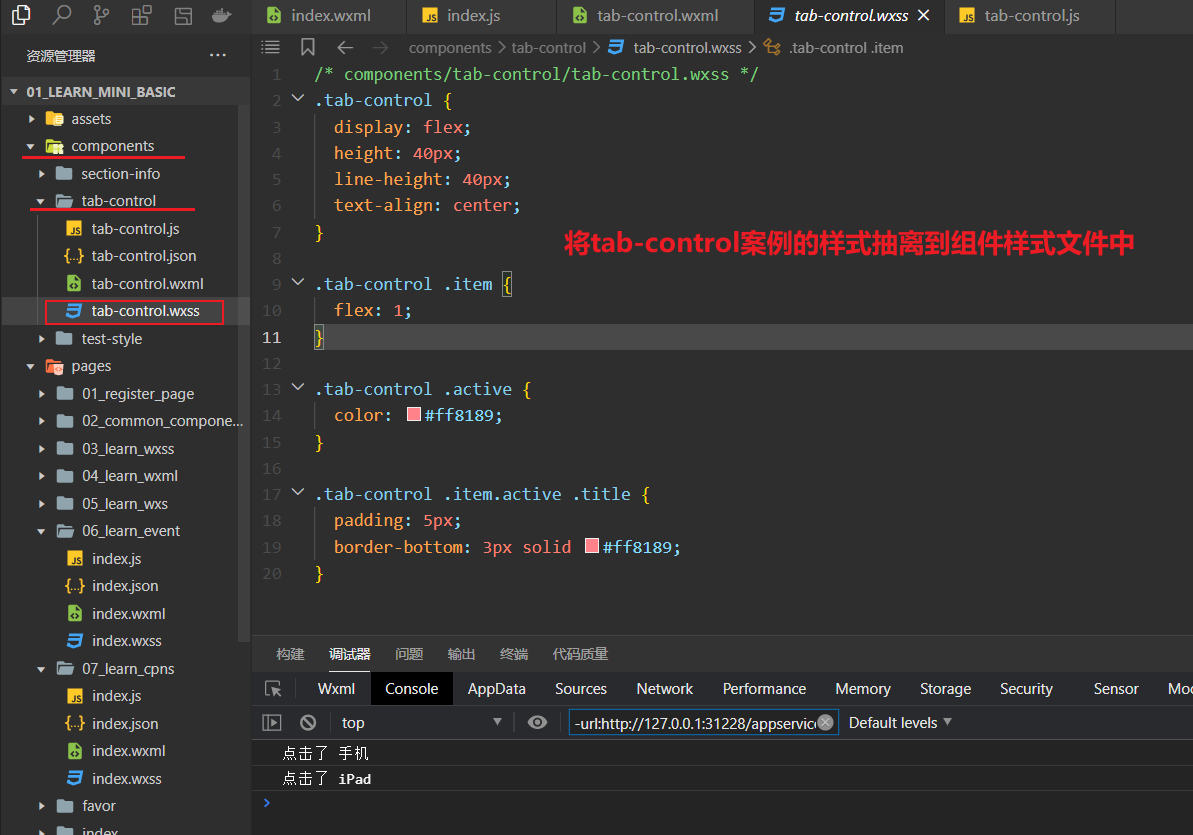 index.wxml
index.js
tab-control.wxml
tab-control.wxss
tab-control.js
资源管理器
components > tab-control > tab-control.wxss > .tab-control .item
01_LEARN_MINI_BASIC
assets
components
section-info
tab-control
tab-control.js
tab-control.json
tab-control.wxml
tab-control.wxss
test-style
pages
01_register_page
02_common_compone...
03_learn_wxss
04_learn_wxml
05_learn_wxs
06_learn_event
index.js
index.json
index.wxml
index.wxss
07_learn_cpns
index.js
index.json
index.wxml
index.wxss
favor
index
1 /* components/tab-control/tab-control.wxss */
2 .tab-control {
3 display: flex;
4 height: 40px;
5 line-height: 40px;
6 text-align: center;
7 }
将tab-control案例的样式抽离到组件样式文件中
8
9 .tab-control .item {
10 flex: 1;
11 }
12
13 .tab-control .active {
14 color: #ff8189;
15 }
16
17 .tab-control .item.active .title {
18 padding: 5px;
19 border-bottom: 3px solid #ff8189;
20 }
构建 调试器 问题 输出 终端 代码质量
Wxml Console AppData Sources Network Performance Memory Storage Security Sensor Moc
top -url:http://127.0.0.1:31228/appservice Default levels
点击了 手机
点击了 iPad